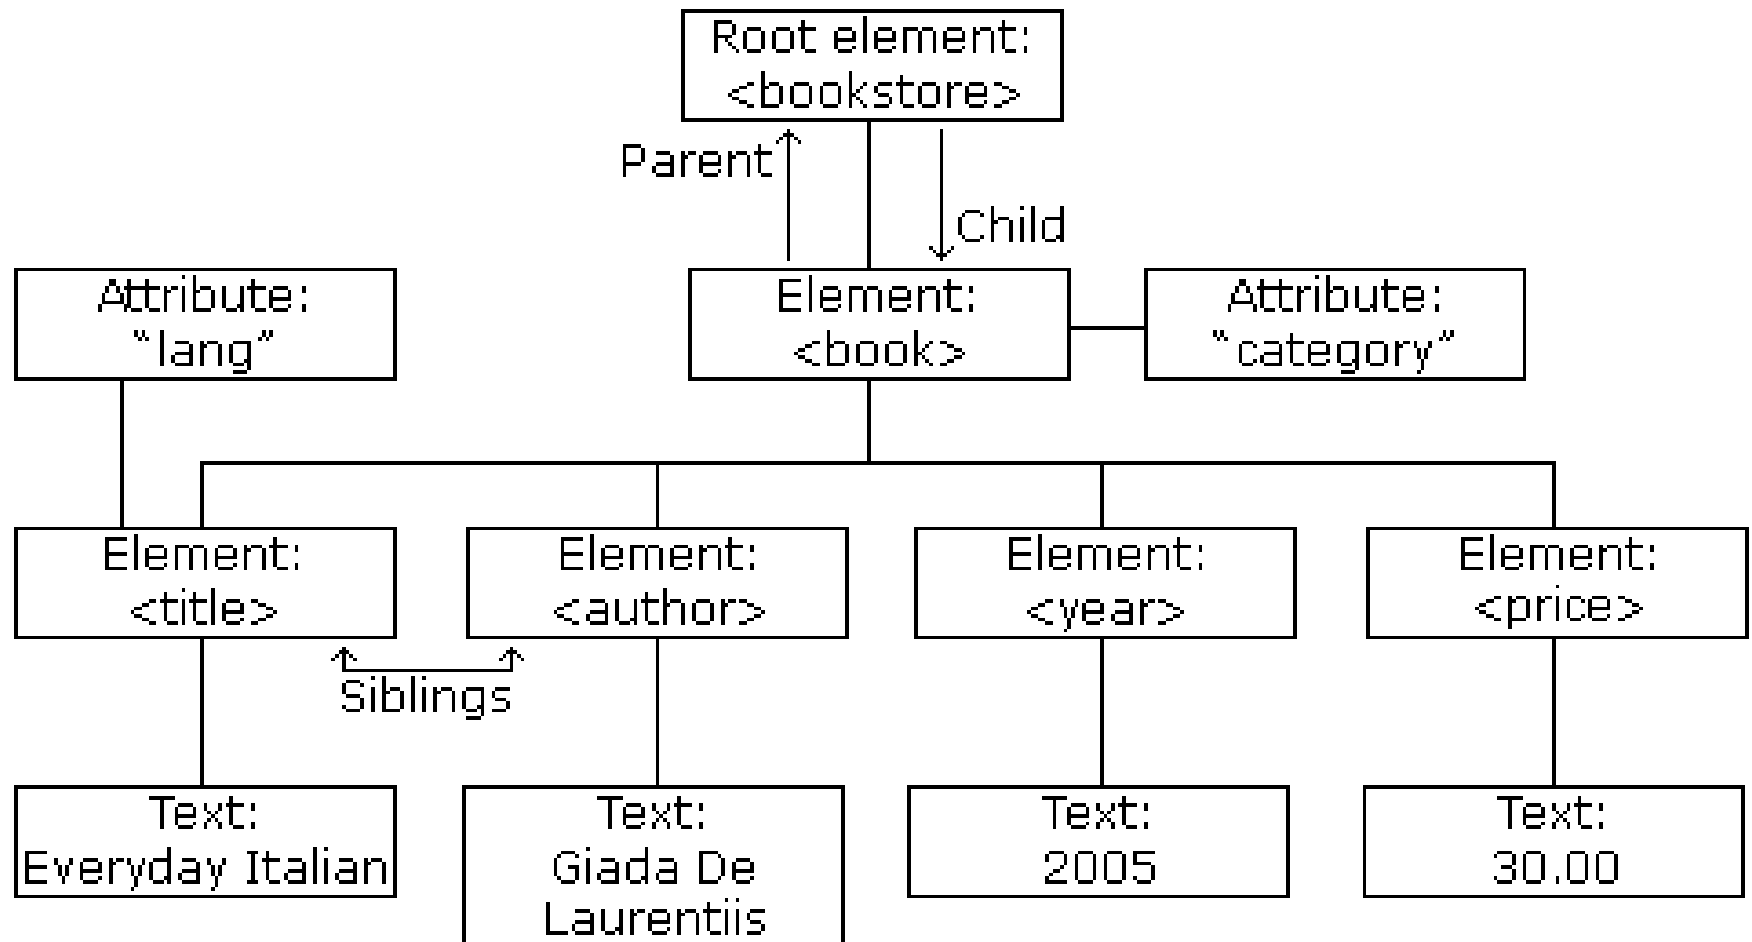 Root element:
<bookstore>
Parent
Child
Attribute:
“lang”
Element:
<book>
Attribute:
“category”
Element:
<title>
Element:
<author>
Element:
<year>
Element:
<price>
Siblings
Text:
Everyday Italian
Text:
Giada De
Laurentiis
Text:
2005
Text:
30.00